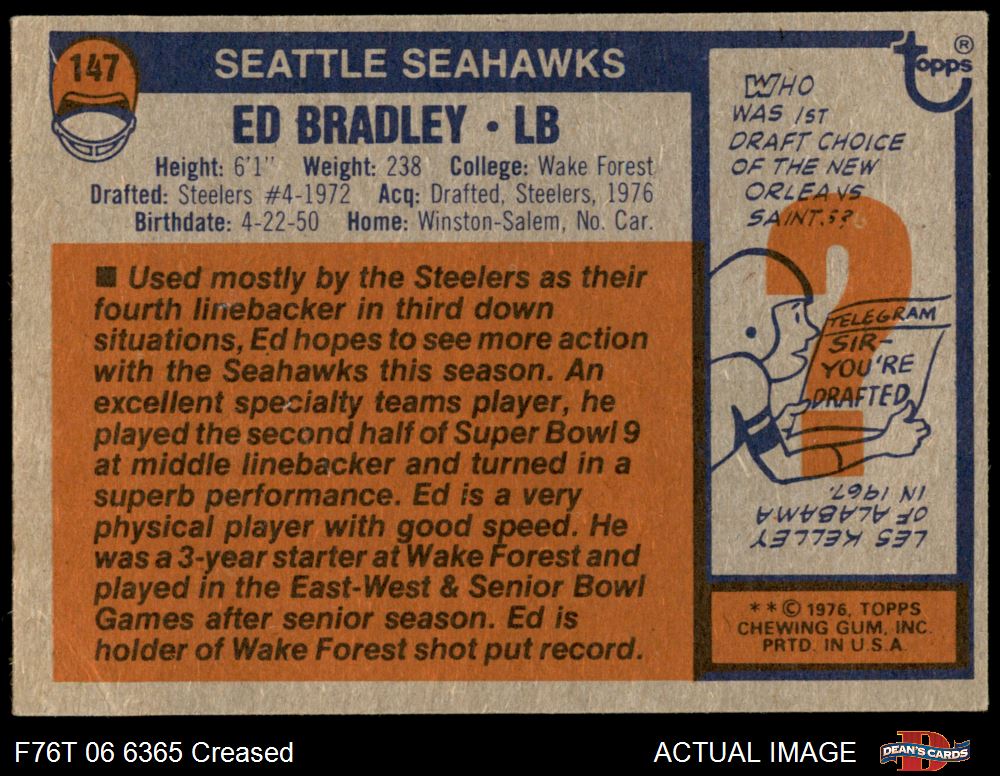 147
SEATTLE SEAHAWKS
ED BRADLEY • LB
Height: 6'1" Weight: 238 College: Wake Forest
Drafted: Steelers #4-1972 Acq: Drafted, Steelers, 1976
Birthdate: 4-22-50 Home: Winston-Salem, No. Car.
■ Used mostly by the Steelers as their
fourth linebacker in third down
situations, Ed hopes to see more action
with the Seahawks this season. An
excellent specialty teams player, he
played the second half of Super Bowl 9
at middle linebacker and turned in a
superb performance. Ed is a very
physical player with good speed. He
was a 3-year starter at Wake Forest and
played in the East-West & Senior Bowl
Games after senior season. Ed is
holder of Wake Forest shot put record.
topps®
WHO
WAS 1ST
DRAFT CHOICE
OF THE NEW
ORLEANS
SAINTS?
?
TELEGRAM
SIR-
YOU'RE
DRAFTED
LES KELLEY
OF ALABAMA
IN 1967.
** © 1976, TOPPS
CHEWING GUM, INC.
PRTD. IN U.S.A.
F76T 06 6365 Creased
ACTUAL IMAGE
D
DEAN'S CARDS